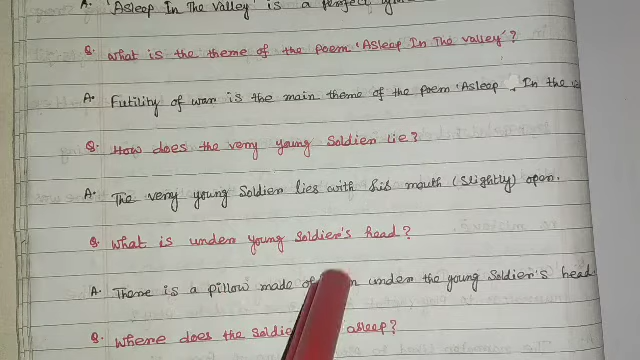 A. 'Asleep In The Valley' is a perfect
Q. What is the theme of the poem 'Asleep In The Valley'?
A. Futility of war is the main theme of the poem 'Asleep In the
Q. How does the very young Soldier lie?
A. The very young Soldier lies with his mouth (slightly) open.
Q. What is under young Soldier's head?
A. There is a pillow made of under the young Soldier's head
Q. Where does the asleep?